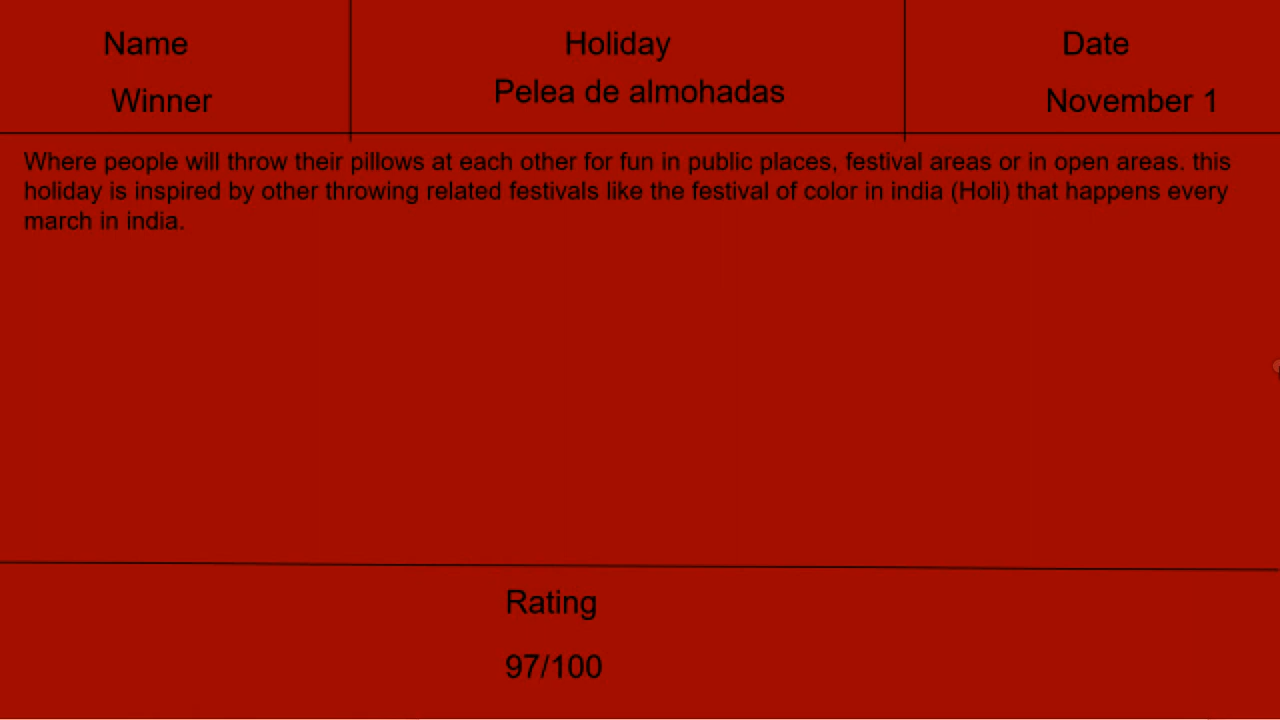 Name
Holiday
Date
Winner
Pelea de almohadas
November 1
Where people will throw their pillows at each other for fun in public places, festival areas or in open areas. this
holiday is inspired by other throwing related festivals like the festival of color in india (Holi) that happens every
march in india.
Rating
97/100